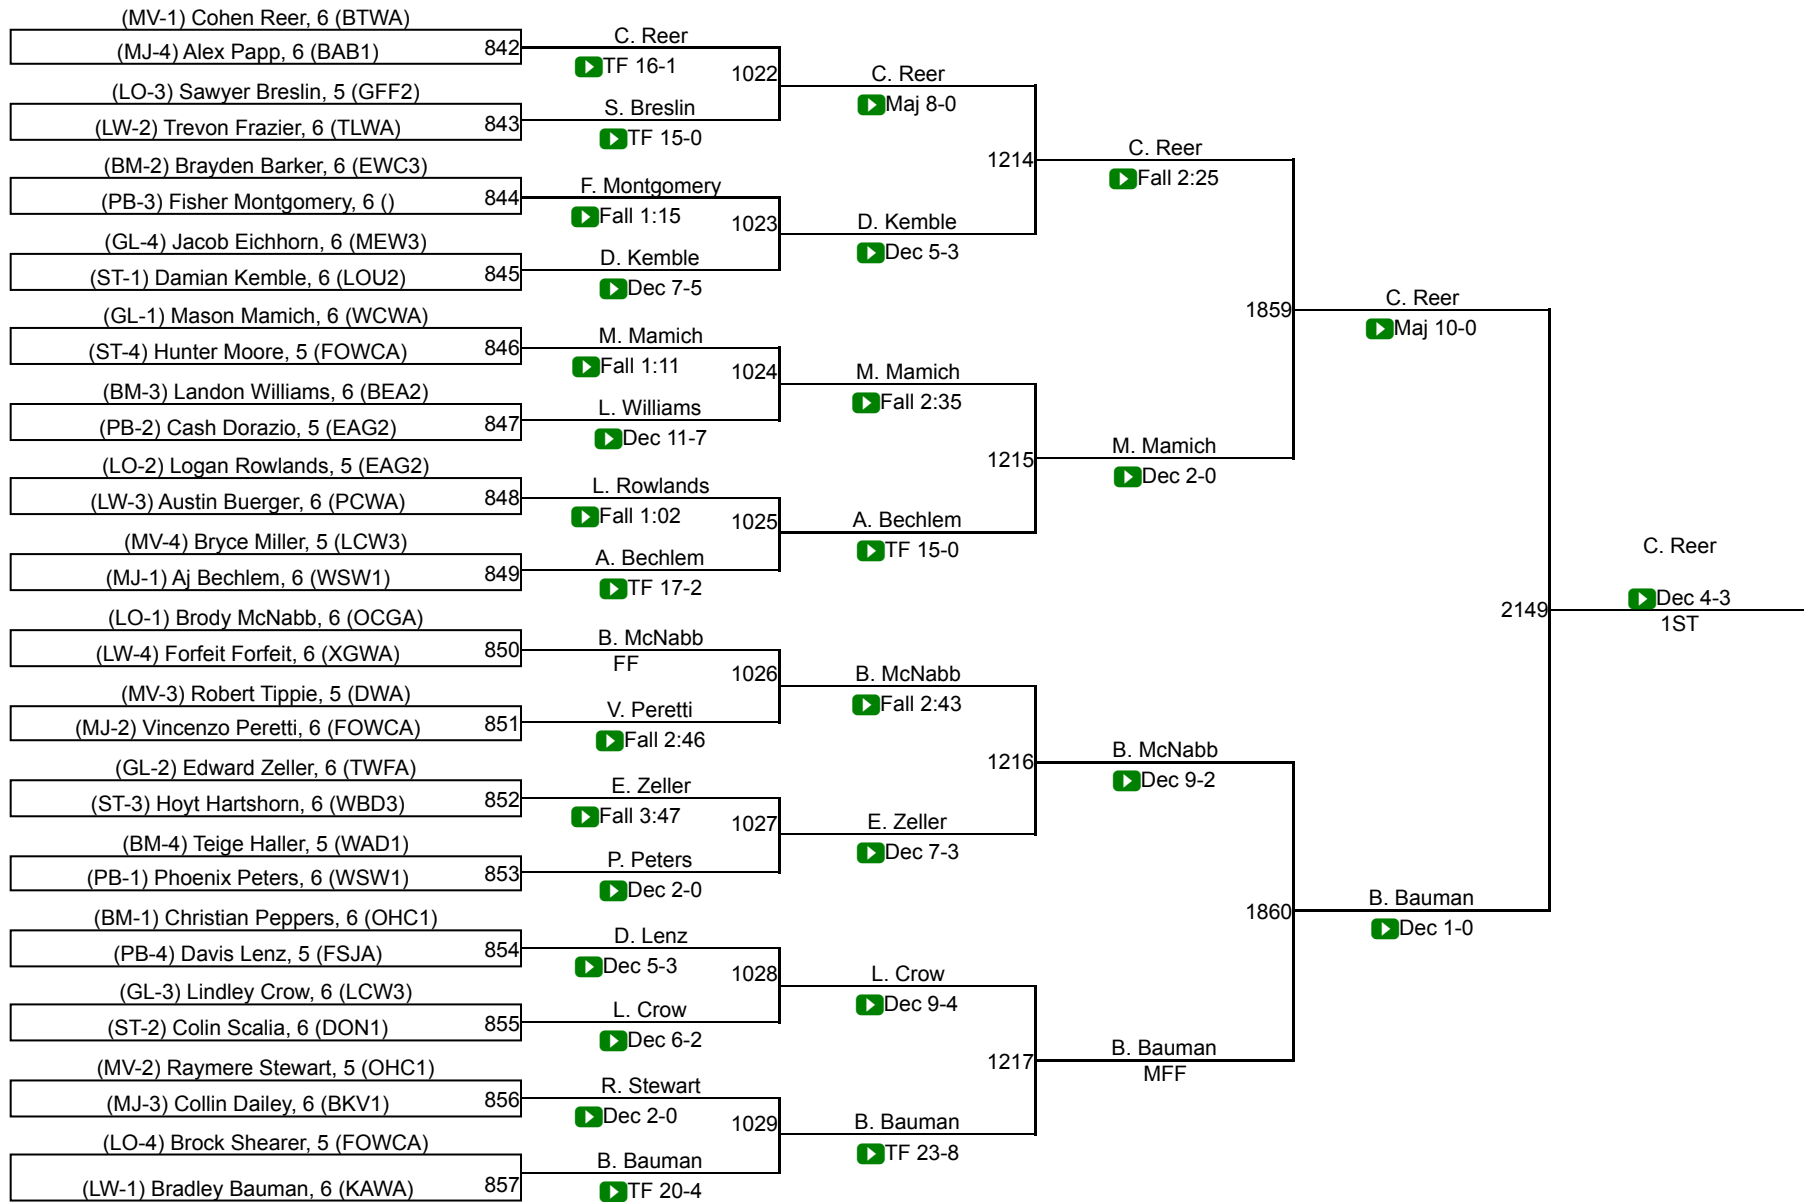 (MV-1) Cohen Reer, 6 (BTWA)
(MJ-4) Alex Papp, 6 (BAB1)
842
(LO-3) Sawyer Breslin, 5 (GFF2)
(LW-2) Trevon Frazier, 6 (TLWA)
843
(BM-2) Brayden Barker, 6 (EWC3)
(PB-3) Fisher Montgomery, 6 ()
844
(GL-4) Jacob Eichhorn, 6 (MEW3)
(ST-1) Damian Kemble, 6 (LOU2)
845
(GL-1) Mason Mamich, 6 (WCWA)
(ST-4) Hunter Moore, 5 (FOWCA)
846
(BM-3) Landon Williams, 6 (BEA2)
(PB-2) Cash Dorazio, 5 (EAG2)
847
(LO-2) Logan Rowlands, 5 (EAG2)
(LW-3) Austin Buerger, 6 (PCWA)
848
(MV-4) Bryce Miller, 5 (LCW3)
(MJ-1) Aj Bechlem, 6 (WSW1)
849
(LO-1) Brody McNabb, 6 (OCGA)
(LW-4) Forfeit Forfeit, 6 (XGWA)
850
(MV-3) Robert Tippie, 5 (DWA)
(MJ-2) Vincenzo Peretti, 6 (FOWCA)
851
(GL-2) Edward Zeller, 6 (TWFA)
(ST-3) Hoyt Hartshorn, 6 (WBD3)
852
(BM-4) Teige Haller, 5 (WAD1)
(PB-1) Phoenix Peters, 6 (WSW1)
853
(BM-1) Christian Peppers, 6 (OHC1)
(PB-4) Davis Lenz, 5 (FSJA)
854
(GL-3) Lindley Crow, 6 (LCW3)
(ST-2) Colin Scalia, 6 (DON1)
855
(MV-2) Raymere Stewart, 5 (OHC1)
(MJ-3) Collin Dailey, 6 (BKV1)
856
(LO-4) Brock Shearer, 5 (FOWCA)
(LW-1) Bradley Bauman, 6 (KAWA)
857
C. Reer
TF 16-1
1022
S. Breslin
TF 15-0
F. Montgomery
Fall 1:15
1023
D. Kemble
Dec 7-5
M. Mamich
Fall 1:11
1024
L. Williams
Dec 11-7
L. Rowlands
Fall 1:02
1025
A. Bechlem
TF 17-2
B. McNabb
FF
1026
V. Peretti
Fall 2:46
E. Zeller
Fall 3:47
1027
P. Peters
Dec 2-0
D. Lenz
Dec 5-3
1028
L. Crow
Dec 6-2
R. Stewart
Dec 2-0
1029
B. Bauman
TF 20-4
C. Reer
Maj 8-0
1214
D. Kemble
Dec 5-3
M. Mamich
Fall 2:35
1215
A. Bechlem
TF 15-0
B. McNabb
Fall 2:43
1216
E. Zeller
Dec 7-3
L. Crow
Dec 9-4
1217
B. Bauman
TF 23-8
C. Reer
Fall 2:25
1859
M. Mamich
Dec 2-0
B. McNabb
Dec 9-2
1860
B. Bauman
MFF
C. Reer
Maj 10-0
2149
B. Bauman
Dec 1-0
C. Reer
Dec 4-3
1ST